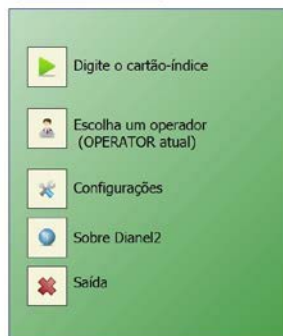 Digite o cartão-índice
Escolha um operador
(OPERATOR atual)
Configurações
Sobre Dianel2
Saída